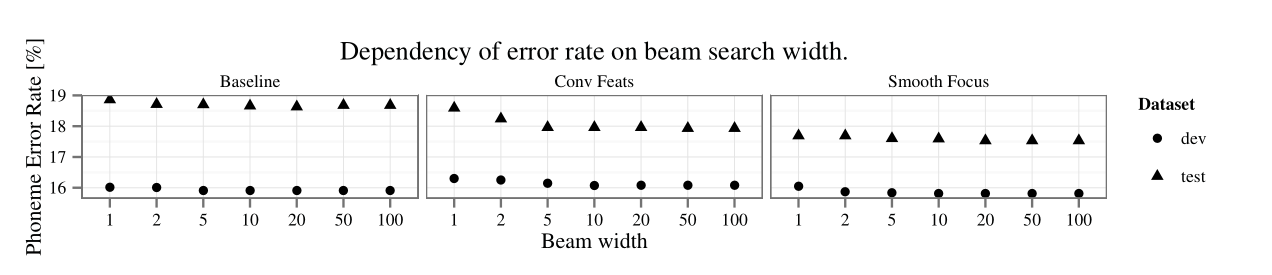 Dependency of error rate on beam search width.
Baseline
Conv Feats
Smooth Focus
Phoneme Error Rate [%]
19
18
17
16
1 2 5 10 20 50 100
1 2 5 10 20 50 100
1 2 5 10 20 50 100
Beam width
Dataset
dev
test